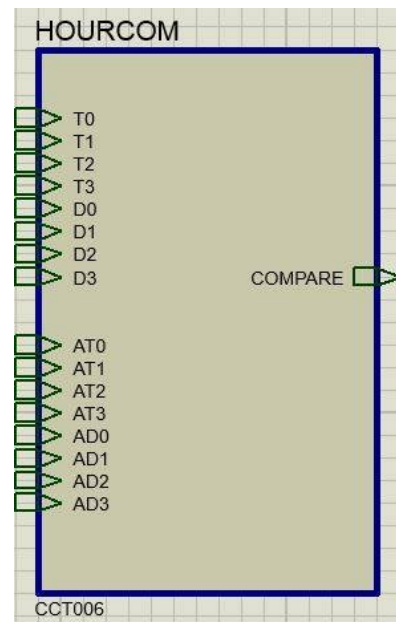 HOURCOM
T0
T1
T2
T3
D0
D1
D2
D3
COMPARE
AT0
AT1
AT2
AT3
AD0
AD1
AD2
AD3
CCT006